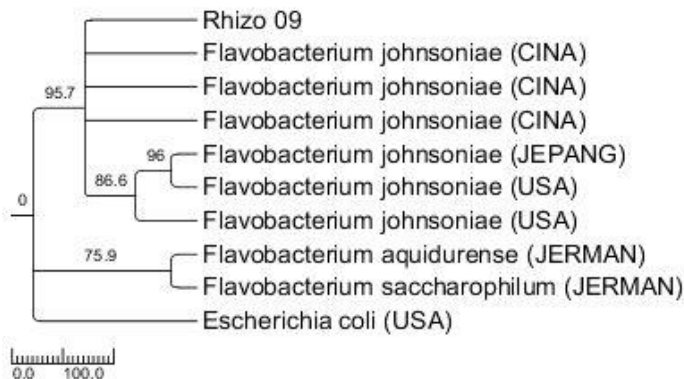 Rhizo 09
Flavobacterium johnsoniae (CINA)
Flavobacterium johnsoniae (CINA)
95.7
Flavobacterium johnsoniae (CINA)
96
Flavobacterium johnsoniae (JEPANG)
86.6
Flavobacterium johnsoniae (USA)
0
Flavobacterium johnsoniae (USA)
75.9
Flavobacterium aquidurense (JERMAN)
Flavobacterium saccharophilum (JERMAN)
Escherichia coli (USA)
0.0 100.0